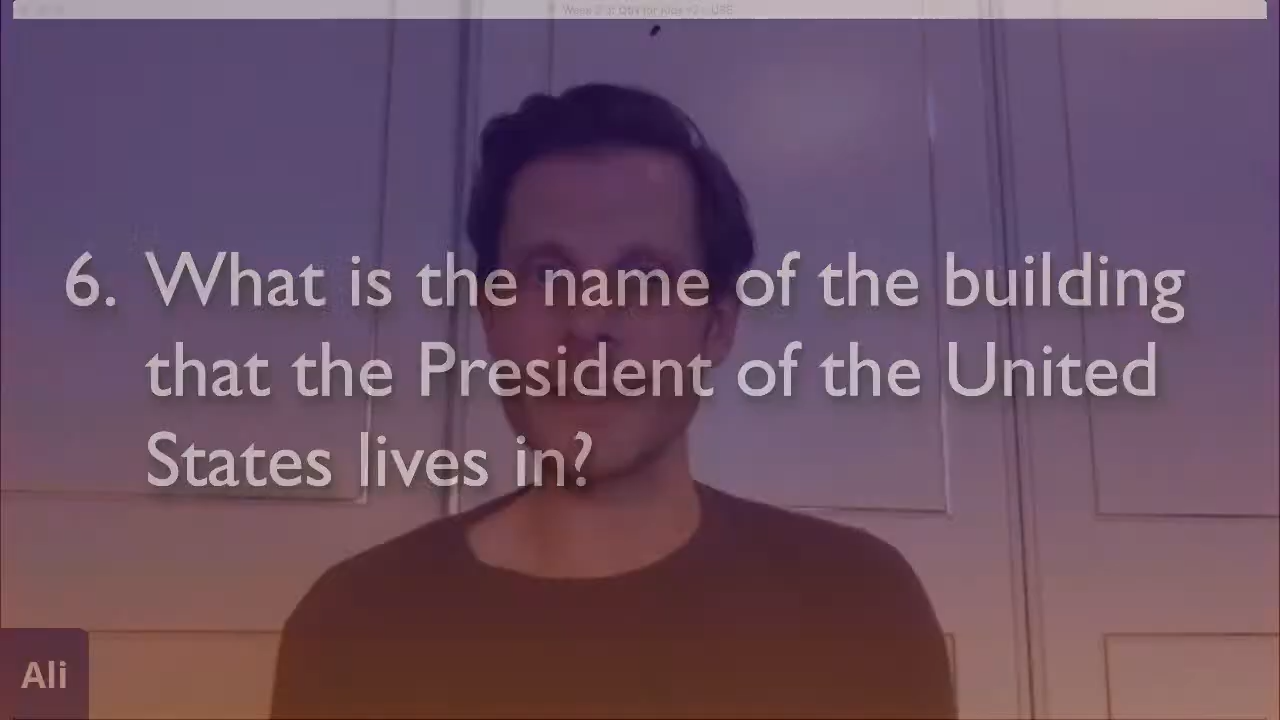 6. What is the name of the building
that the President of the United
States lives in?
Ali